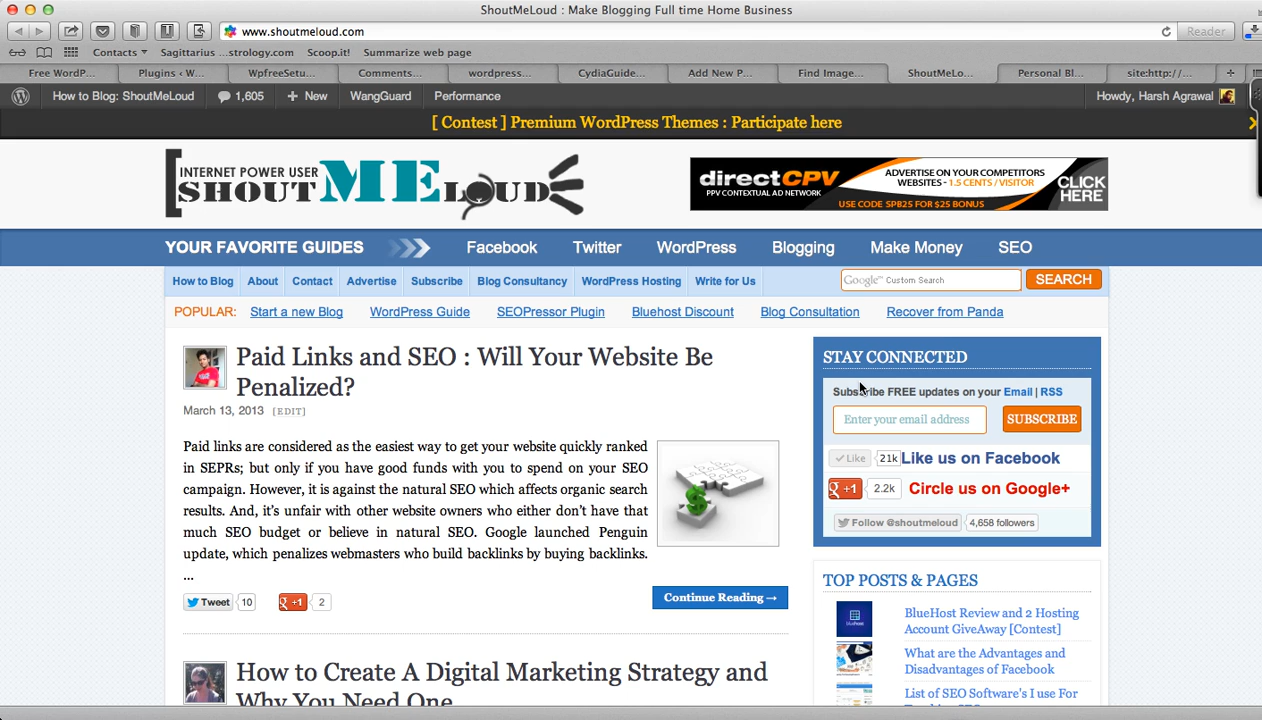 ShoutMeLoud : Make Blogging Full time Home Business
www.shoutmeloud.com
Reader
Contacts
Sagittarius ...strology.com
Scoop.it!
Summarize web page
Free WordP...
Plugins ‹ W...
WpfreeSetu...
Comments...
wordpress...
CydiaGuide...
Add New P...
Find Image...
ShoutMeLo...
Personal Bl...
site:http://...
How to Blog: ShoutMeLoud
1,605
New
WangGuard
Performance
Howdy, Harsh Agrawal
[ Contest ] Premium WordPress Themes : Participate here
INTERNET POWER USER
SHOUTMELOUD
directCPV
PPV CONTEXTUAL AD NETWORK
ADVERTISE ON YOUR COMPETITORS
WEBSITES - 1.5 CENTS / VISITOR
USE CODE SPB25 FOR $25 BONUS
CLICK
HERE
YOUR FAVORITE GUIDES
Facebook
Twitter
WordPress
Blogging
Make Money
SEO
How to Blog
About
Contact
Advertise
Subscribe
Blog Consultancy
WordPress Hosting
Write for Us
Google™ Custom Search
SEARCH
POPULAR:
Start a new Blog
WordPress Guide
SEOPressor Plugin
Bluehost Discount
Blog Consultation
Recover from Panda
Paid Links and SEO : Will Your Website Be
Penalized?
March 13, 2013 [EDIT]
Paid links are considered as the easiest way to get your website quickly ranked
in SEPRs; but only if you have good funds with you to spend on your SEO
campaign. However, it is against the natural SEO which affects organic search
results. And, it's unfair with other website owners who either don't have that
much SEO budget or believe in natural SEO. Google launched Penguin
update, which penalizes webmasters who build backlinks by buying backlinks.
...
Tweet 10
+1 2
Continue Reading →
How to Create A Digital Marketing Strategy and
Why You Need One
STAY CONNECTED
Subscribe FREE updates on your Email | RSS
Enter your email address
SUBSCRIBE
Like 21k Like us on Facebook
+1 2.2k Circle us on Google+
Follow @shoutmeloud 4,658 followers
TOP POSTS & PAGES
BlueHost Review and 2 Hosting
Account GiveAway [Contest]
What are the Advantages and
Disadvantages of Facebook
List of SEO Software's I use For